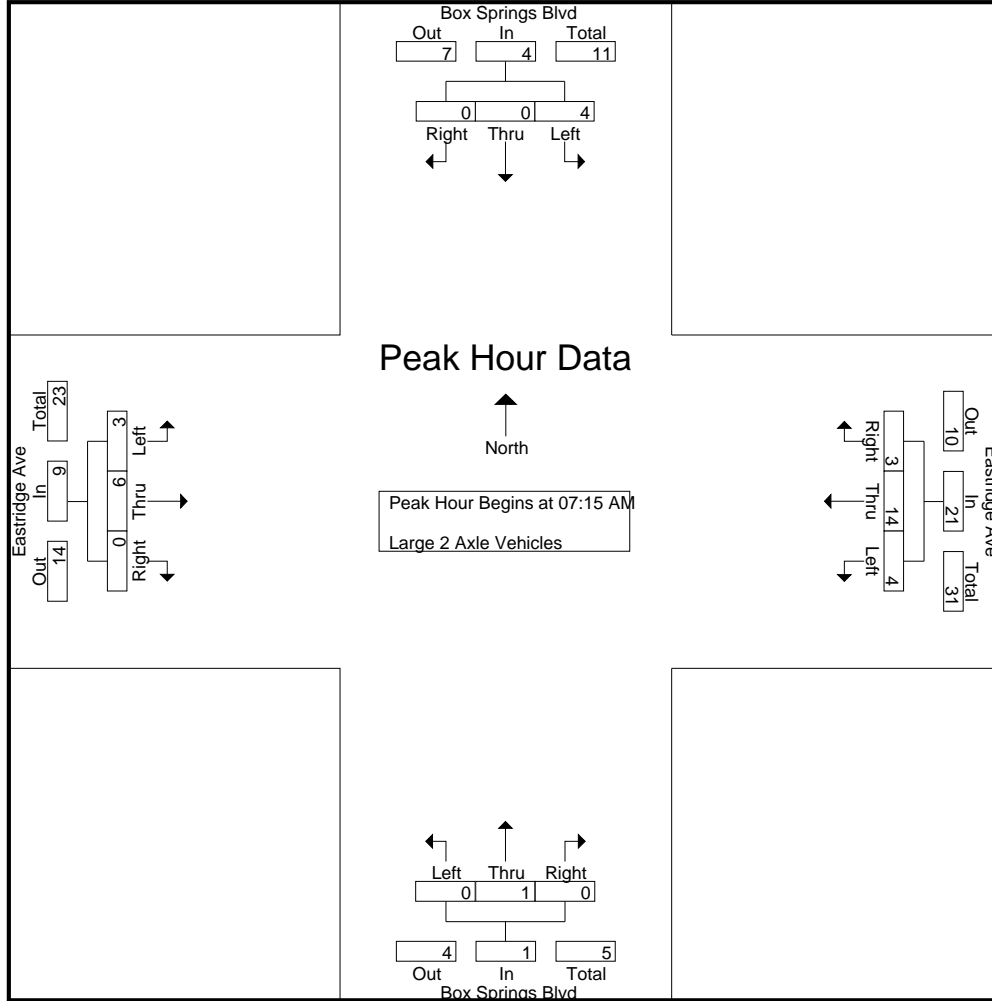 Box Springs Blvd
Out In Total
7 4 11
0 0 4
Right Thru Left
Peak Hour Data
North
Peak Hour Begins at 07:15 AM
Large 2 Axle Vehicles
Eastridge Ave
Total In Out
23 9 14
3 6 0
Left Thru Right
Right Thru Left
3 14 4
Out In Total
10 21 31
Eastridge Ave
Left Thru Right
0 1 0
4 1 5
Out In Total
Box Springs Blvd